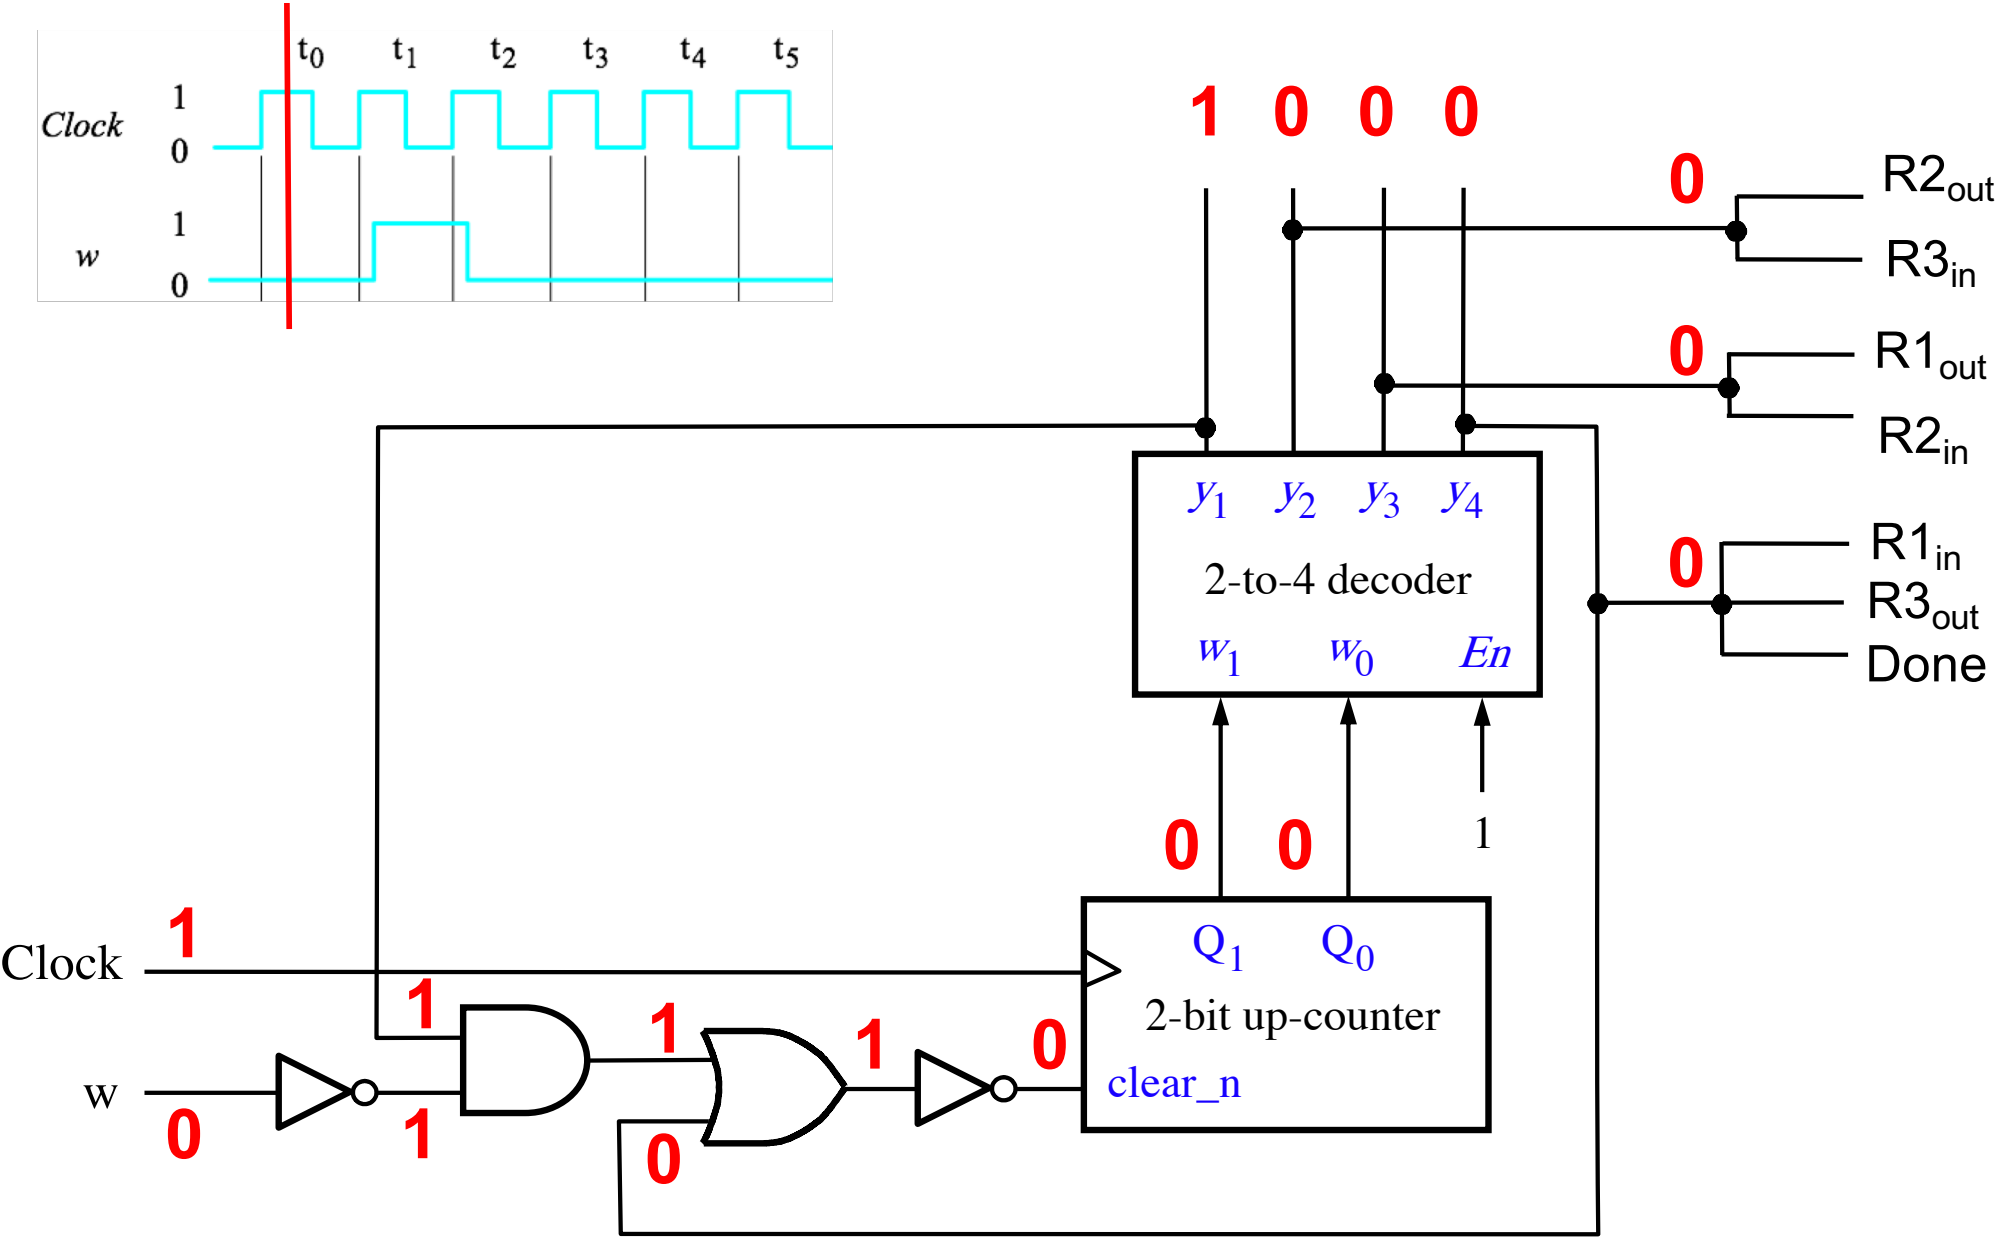 t0 t1 t2 t3 t4 t5
Clock 1
0
w 1
0
1 0 0 0
0 R2out
R3in
0 R1out
R2in
y1 y2 y3 y4
2-to-4 decoder
w1 w0 En
0 R1in
R3out
Done
0 0 1
Clock 1
Q1 Q0
2-bit up-counter
clear_n
1 1 1 0
w 0 1 0